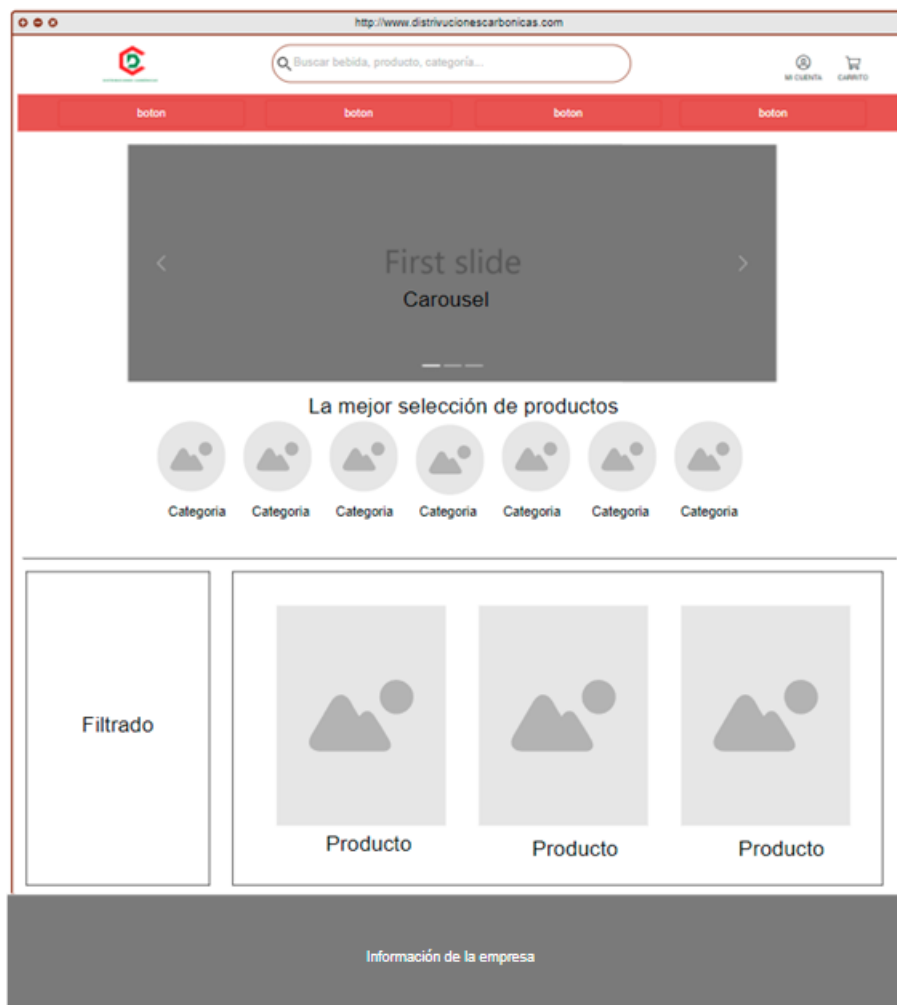 http://www.distrivucionescarbonicas.com
Buscar bebida, producto, categoría...
MI CUENTA
CARRITO
boton boton boton boton
First slide
Carousel
La mejor selección de productos
Categoria Categoria Categoria Categoria Categoria Categoria Categoria
Filtrado
Producto Producto Producto
Información de la empresa